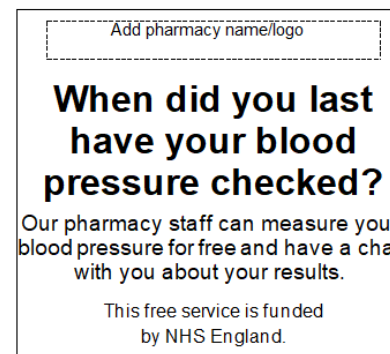 Add pharmacy name/logo
When did you last
have your blood
pressure checked?
Our pharmacy staff can measure you
blood pressure for free and have a cha
with you about your results.
This free service is funded
by NHS England.